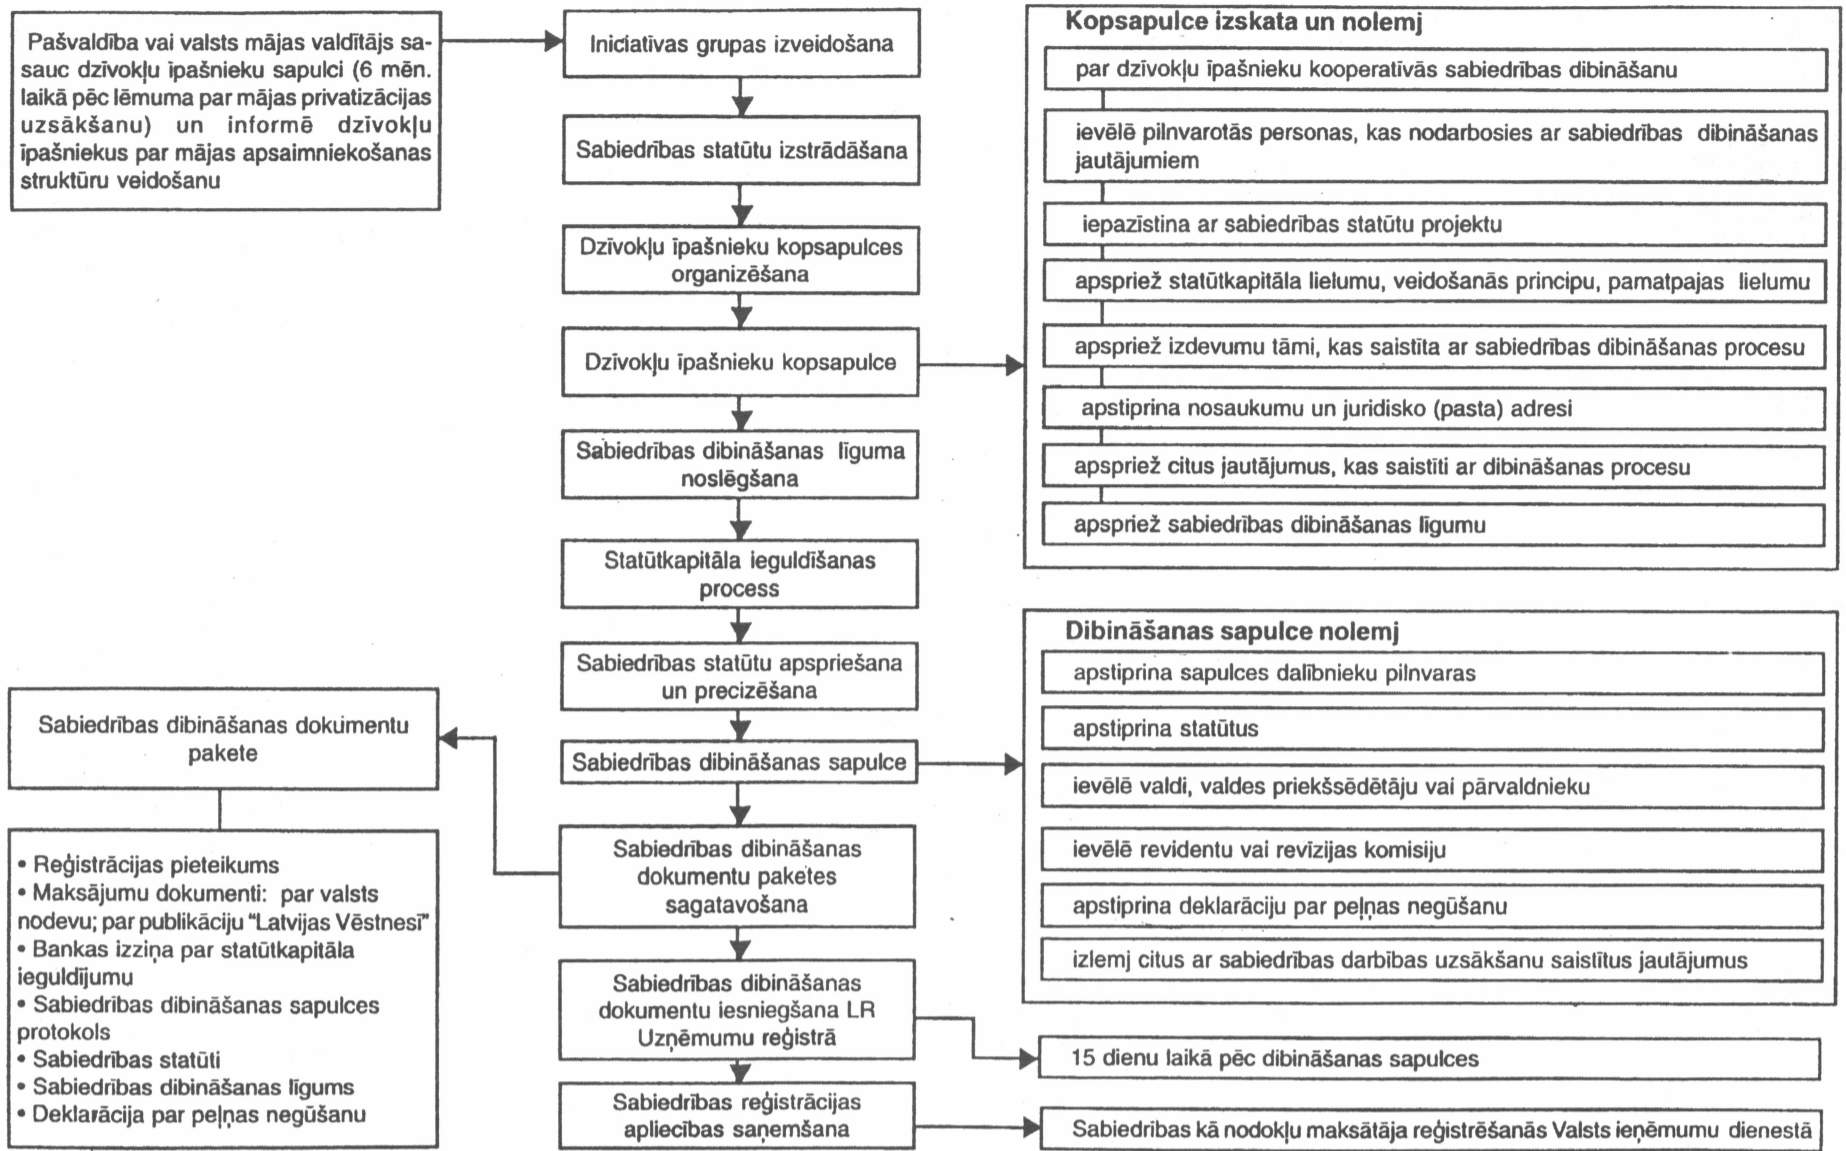 Pašvaldība vai valsts mājas valdītājs sa-
sauc dzīvokļu īpašnieku sapulci (6 mēn.
laikā pēc lēmuma par mājas privatizācijas
uzsākšanu) un informē dzīvokļu
īpašniekus par mājas apsaimniekošanas
struktūru veidošanu
Iniciatīvas grupas izveidošana
Sabiedrības statūtu izstrādāšana
Dzīvokļu īpašnieku kopsapulces
organizēšana
Dzīvokļu īpašnieku kopsapulce
Sabiedrības dibināšanas līguma
noslēgšana
Statūtkapitāla ieguldīšanas
process
Sabiedrības statūtu apspriešana
un precizēšana
Sabiedrības dibināšanas sapulce
Sabiedrības dibināšanas
dokumentu paketes
sagatavošana
Sabiedrības dibināšanas
dokumentu iesniegšana LR
Uzņēmumu reģistrā
Sabiedrības reģistrācijas
apliecības saņemšana
Kopsapulce izskata un nolemj
par dzīvokļu īpašnieku kooperatīvās sabiedrības dibināšanu
ievēlē pilnvarotās personas, kas nodarbosies ar sabiedrības dibināšanas
jautājumiem
iepazīstina ar sabiedrības statūtu projektu
apspriež statūtkapitāla lielumu, veidošanās principu, pamatpajas lielumu
apspriež izdevumu tāmi, kas saistīta ar sabiedrības dibināšanas procesu
apstiprina nosaukumu un juridisko (pasta) adresi
apspriež citus jautājumus, kas saistīti ar dibināšanas procesu
apspriež sabiedrības dibināšanas līgumu
Dibināšanas sapulce nolemj
apstiprina sapulces dalībnieku pilnvaras
apstiprina statūtus
ievēlē valdi, valdes priekšsēdētāju vai pārvaldnieku
ievēlē revidentu vai revīzijas komisiju
apstiprina deklarāciju par peļņas negūšanu
izlemj citus ar sabiedrības darbības uzsākšanu saistītus jautājumus
15 dienu laikā pēc dibināšanas sapulces
Sabiedrības kā nodokļu maksātāja reģistrēšanās Valsts ieņēmumu dienestā
Sabiedrības dibināšanas dokumentu
pakete
• Reģistrācijas pieteikums
• Maksājumu dokumenti: par valsts
nodevu; par publikāciju "Latvijas Vēstnesī"
• Bankas izziņa par statūtkapitāla
ieguldījumu
• Sabiedrības dibināšanas sapulces
protokols
• Sabiedrības statūti
• Sabiedrības dibināšanas līgums
• Deklarācija par peļņas negūšanu